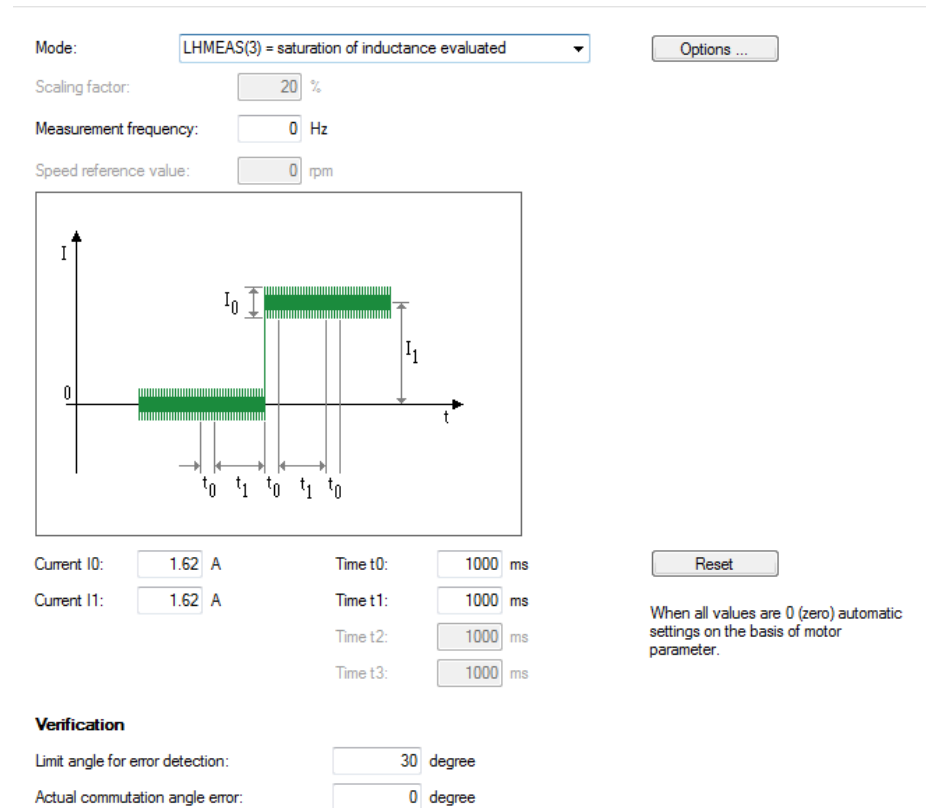 Mode: LHMEAS(3) = saturation of inductance evaluated Options ...
Scaling factor: 20 %
Measurement frequency: 0 Hz
Speed reference value: 0 rpm
I
I0
I1
0
t
t0 t1 t0 t1 t0
Current I0: 1.62 A Time t0: 1000 ms Reset
Current I1: 1.62 A Time t1: 1000 ms
When all values are 0 (zero) automatic
settings on the basis of motor
parameter.
Time t2: 1000 ms
Time t3: 1000 ms
Verification
Limit angle for error detection: 30 degree
Actual commutation angle error: 0 degree